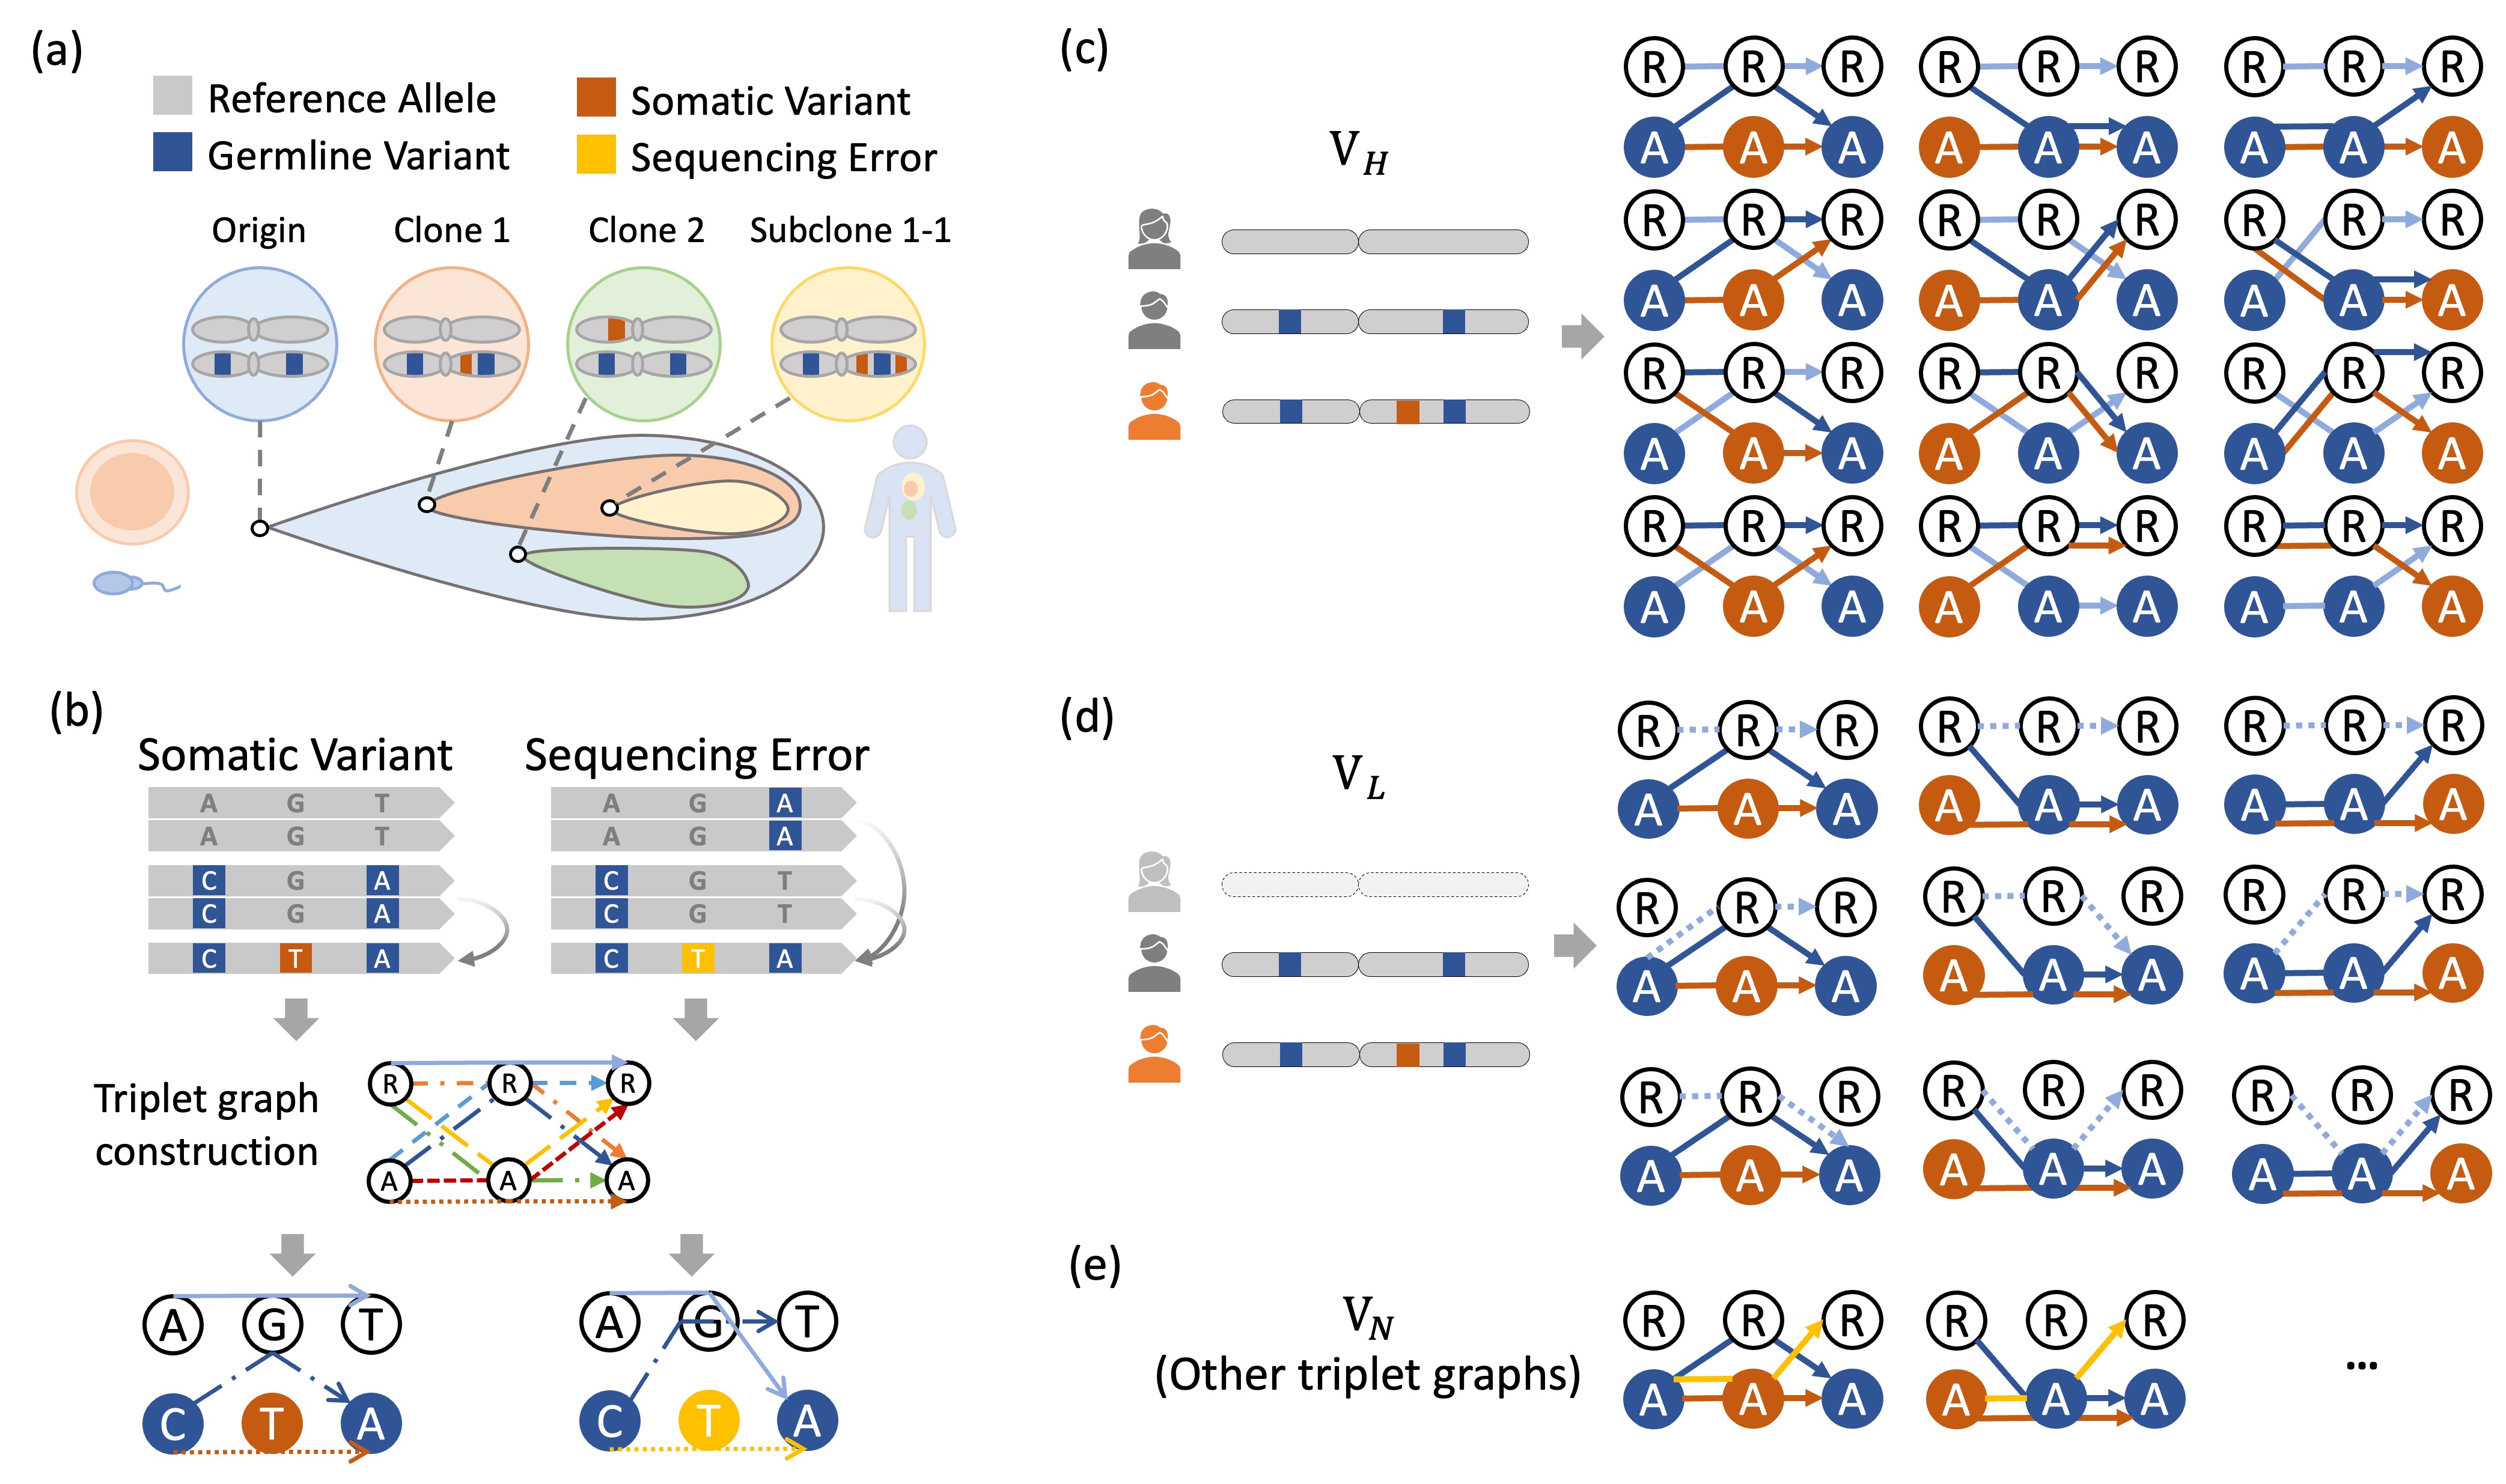 (a)
Reference Allele
Somatic Variant
Germline Variant
Sequencing Error
Origin
Clone 1
Clone 2
Subclone 1-1
(b)
Somatic Variant
Sequencing Error
A G T
A G A
A G T
A G A
C G A
C G T
C G A
C G T
C T A
C T A
Triplet graph
construction
R R R
A A A
A G T
C T A
A G T
C T A
(c)
V_H
R R R R R R R R R
A A A A A A A A A
R R R R R R R R R
A A A A A A A A A
R R R R R R R R R
A A A A A A A A A
R R R R R R R R R
A A A A A A A A A
(d)
V_L
R R R R R R R R R
A A A A A A A A A
R R R R R R R R R
A A A A A A A A A
R R R R R R R R R
A A A A A A A A A
(e)
V_N
(Other triplet graphs)
R R R R R R
A A A A A A
...